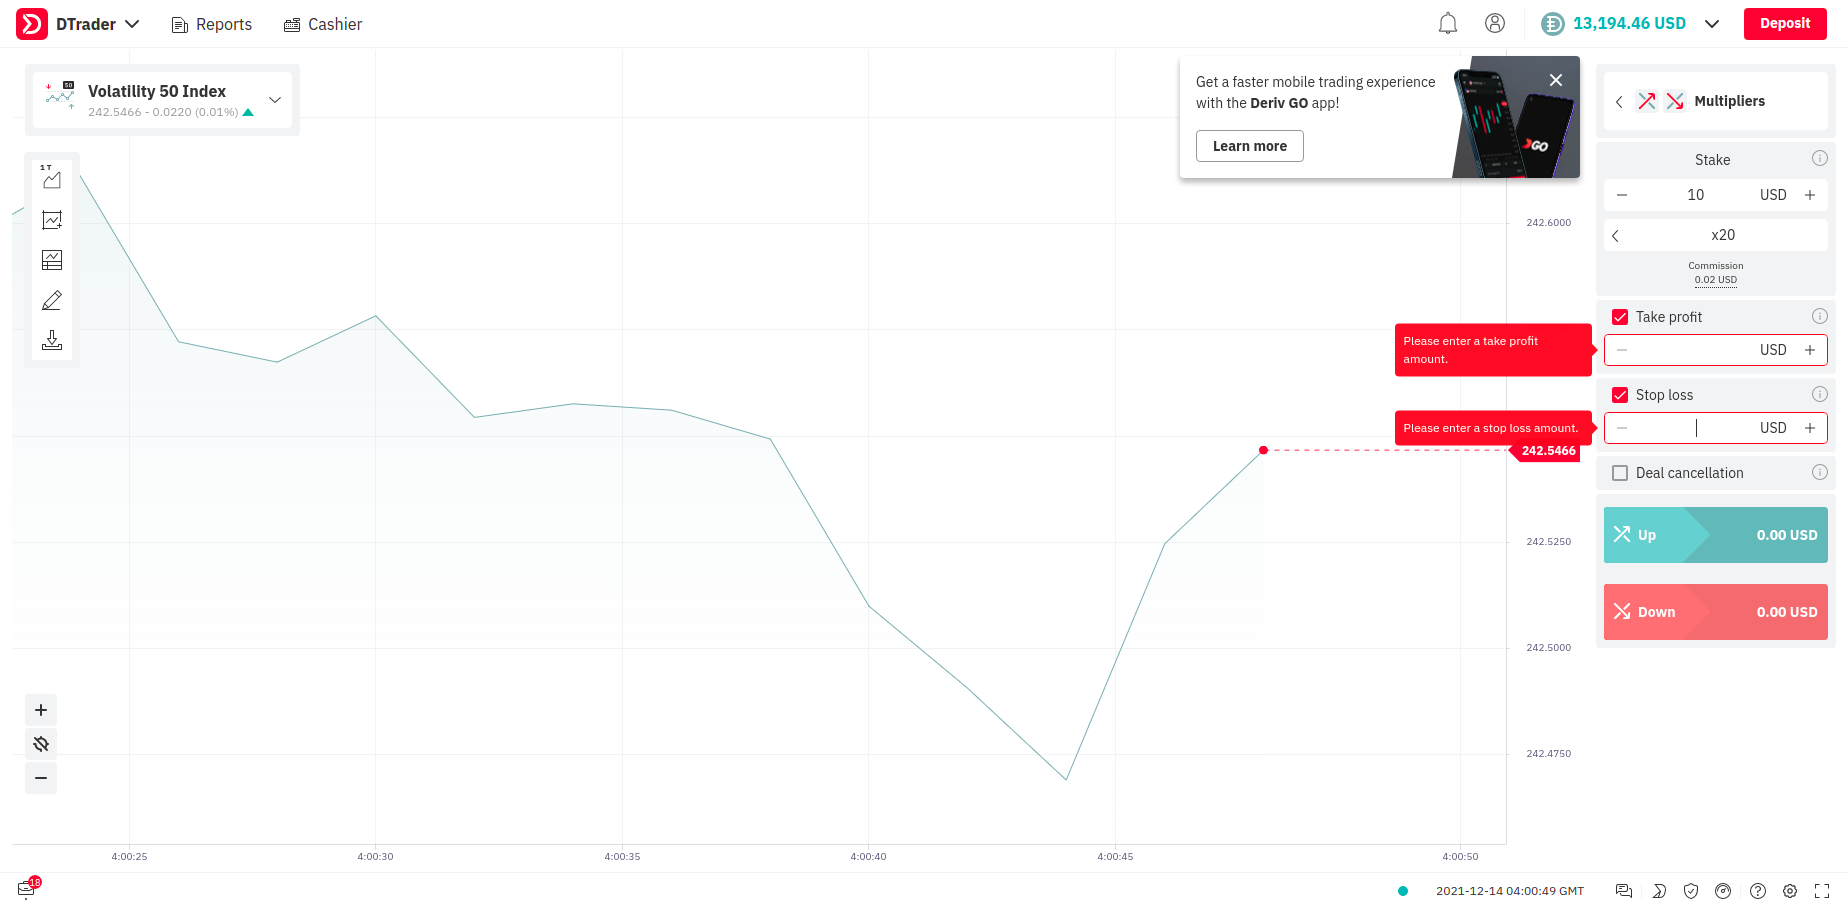 DTrader
Reports
Cashier
13,194.46 USD
Deposit
50
Volatility 50 Index
242.5466 - 0.0220 (0.01%)
1T
Get a faster mobile trading experience
with the Deriv GO app!
Learn more
GO
Multipliers
Stake
10
USD
x20
Commission
0.02 USD
Take profit
USD
Please enter a take profit
amount.
Stop loss
USD
Please enter a stop loss amount.
Deal cancellation
Up
0.00 USD
Down
0.00 USD
242.6000
242.5466
242.5250
242.5000
242.4750
4:00:25
4:00:30
4:00:35
4:00:40
4:00:45
4:00:50
18
2021-12-14 04:00:49 GMT